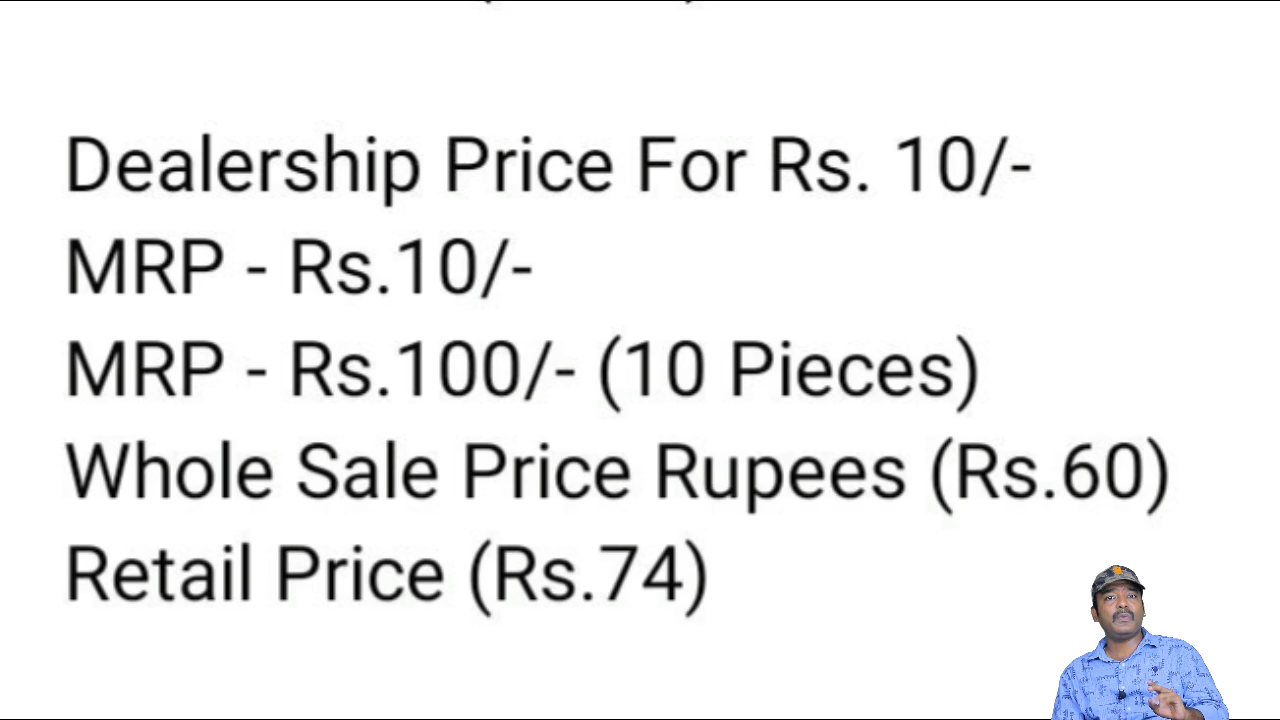 Dealership Price For Rs. 10/-
MRP - Rs.10/-
MRP - Rs.100/- (10 Pieces)
Whole Sale Price Rupees (Rs.60)
Retail Price (Rs.74)